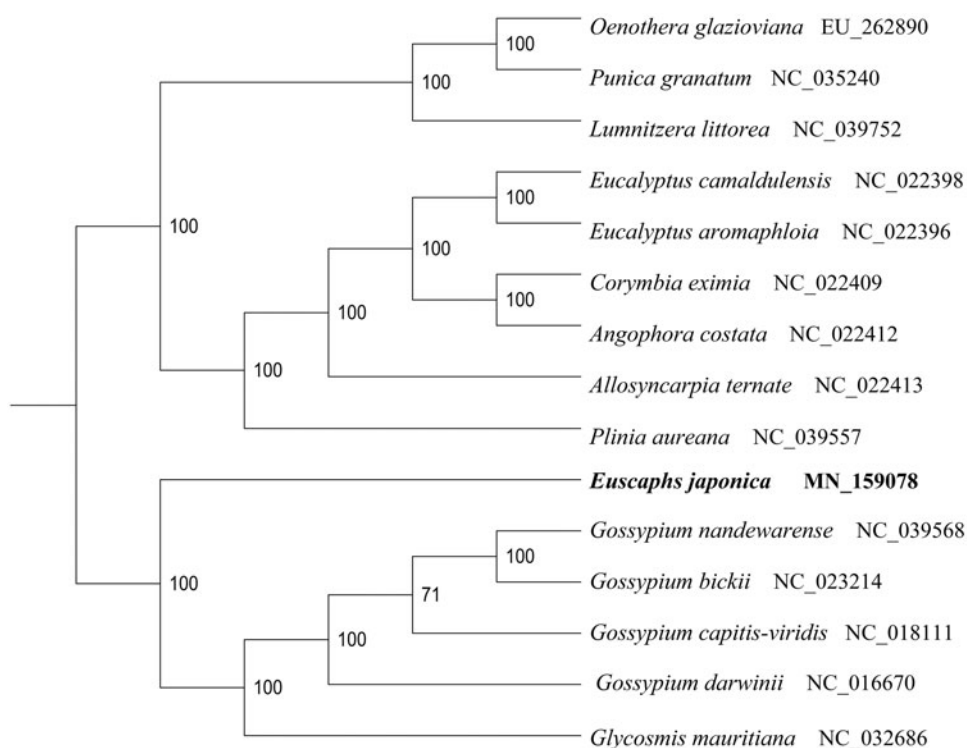 Oenothera glazioviana EU_262890
100
Punica granatum NC_035240
100
Lumnitzera littorea NC_039752
Eucalyptus camaldulensis NC_022398
100
100
Eucalyptus aromaphloia NC_022396
100
Corymbia eximia NC_022409
100
100
Angophora costata NC_022412
100
Allosyncarpia ternate NC_022413
Plinia aureana NC_039557
Euscaphs japonica MN_159078
Gossypium nandewarense NC_039568
100
Gossypium bickii NC_023214
100
71
Gossypium capitis-viridis NC_018111
100
Gossypium darwinii NC_016670
100
Glycosmis mauritiana NC_032686